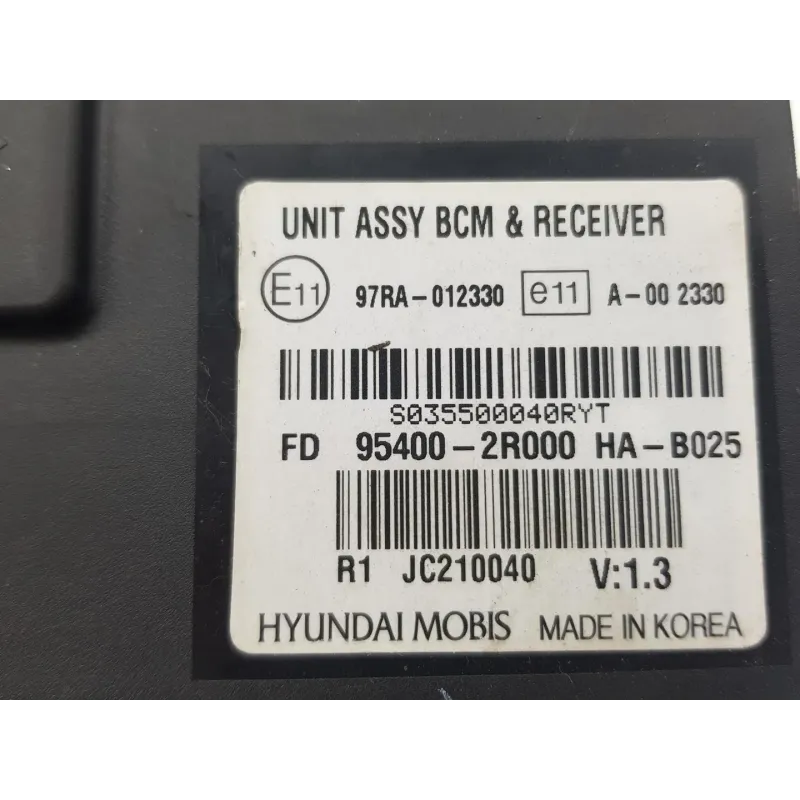 UNIT ASSY BCM & RECEIVER
E11 97RA-012330 e11 A-00 2330
S035500040RYT
FD 95400-2R000 HA-B025
R1 JC210040 V:1.3
HYUNDAI MOBIS MADE IN KOREA